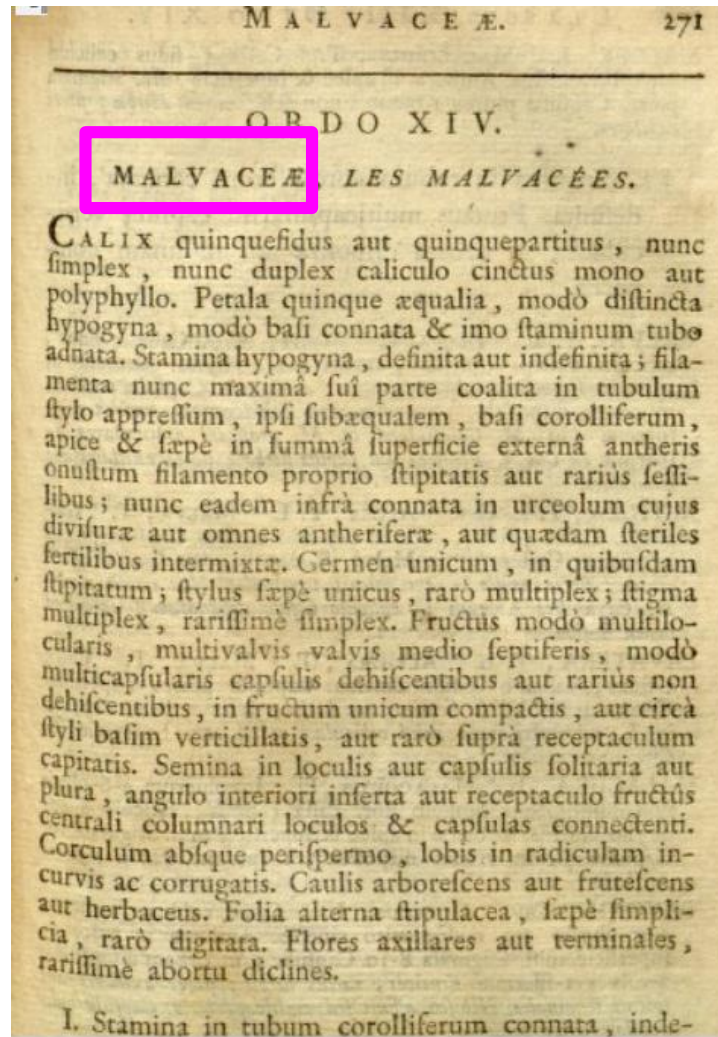 MALVACEÆ. 271
ORDO XIV.
MALVACEÆ, LES MALVACÉES.
CALIX quinquefidus aut quinquepartitus, nunc
ſimplex, nunc duplex caliculo cinctus mono aut
polyphyllo. Petala quinque æqualia, modò diſtincta
hypogyna, modò baſi connata & imo ſtaminum tubo
adnata. Stamina hypogyna, definita aut indefinita; fila-
menta nunc maximâ ſuî parte coalita in tubulum
ſtylo appreſſum, ipſi ſubæqualem, baſi corolliferum,
apice & ſæpè in ſummâ ſuperficie externâ antheris
onuſtum filamento proprio ſtipitatis aut rariùs ſeſſi-
libus; nunc eadem infrà connata in urceolum cujus
diviſuræ aut omnes antheriferæ, aut quædam ſteriles
fertilibus intermixtæ. Germen unicum, in quibuſdam
ſtipitatum; ſtylus ſæpè unicus, rarò multiplex; ſtigma
multiplex, rariſſimè ſimplex. Fructus modò multilo-
cularis, multivalvis valvis medio ſeptiferis, modò
multicapſularis capſulis dehiſcentibus aut rariùs non
dehiſcentibus, in fructum unicum compactis, aut circà
ſtyli baſim verticillatis, aut rarò ſuprà receptaculum
capitatis. Semina in loculis aut capſulis ſolitaria aut
plura, angulo interiori inſerta aut receptaculo fructûs
centrali columnari loculos & capſulas connectenti.
Corculum abſque periſpermo, lobis in radiculam in-
curvis ac corrugatis. Caulis arboreſcens aut fruteſcens
aut herbaceus. Folia alterna ſtipulacea, ſæpè ſimpli-
cia, rarò digitata. Flores axillares aut terminales,
rariſſimè abortu diclines.
I. Stamina in tubum corolliferum connata, inde-